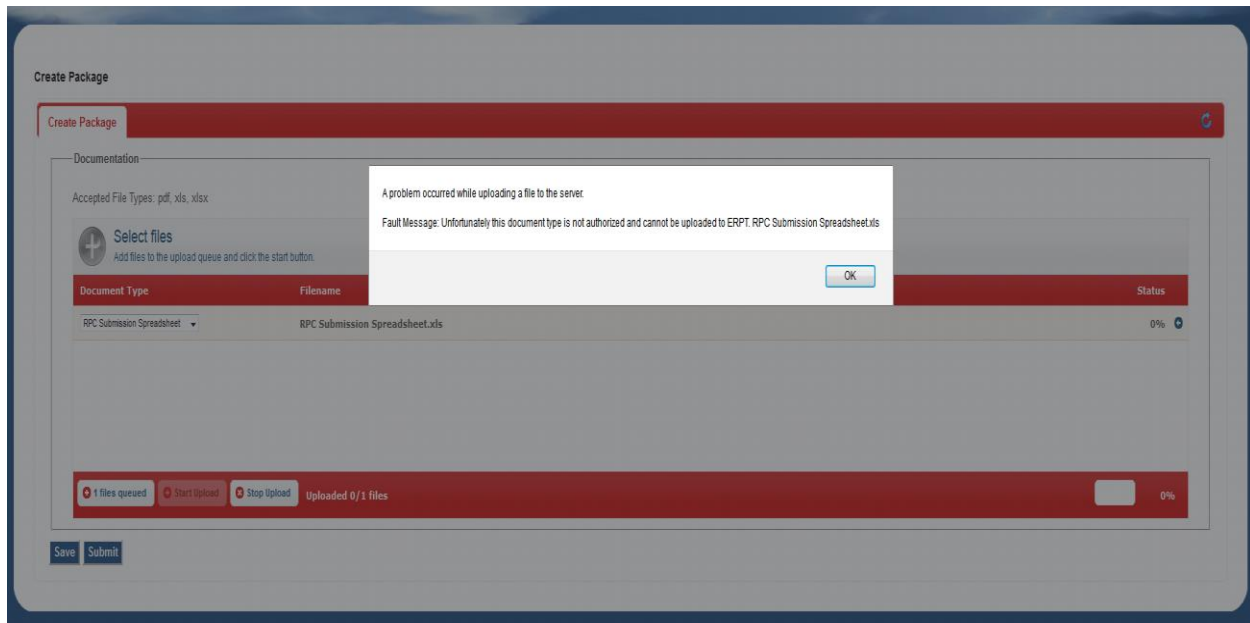 Create Package
Create Package
Documentation
Accepted File Types: pdf, xls, xlsx
A problem occurred while uploading a file to the server.
Fault Message: Unfortunately this document type is not authorized and cannot be uploaded to ERPT. RPC Submission Spreadsheet.xls
OK
Select files
Add files to the upload queue and click the start button.
Document Type Filename Status
RPC Submission Spreadsheet RPC Submission Spreadsheet.xls 0%
1 files queued Start Upload Stop Upload Uploaded 0/1 files 0%
Save Submit